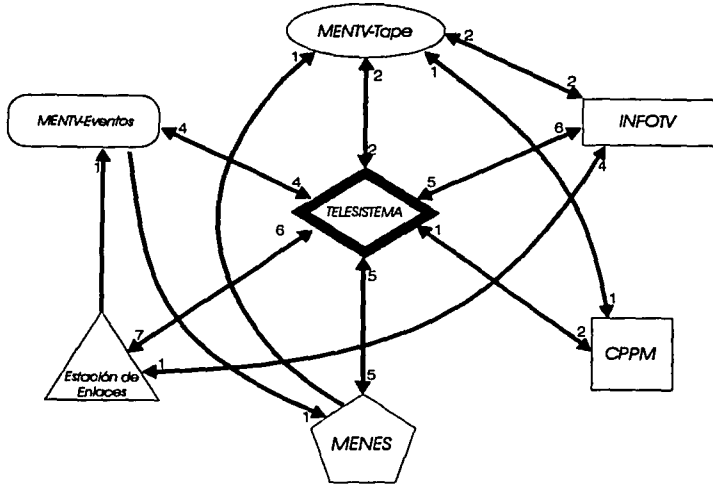 MENTV-Tape
2
1
2
1
2
MENTV-Eventos
4
6
INFOTV
1
2
4
4
5
TELESISTEMA
6
1
5
7
1
2
1
CPPM
Estación de
Enlaces
5
1
MENES